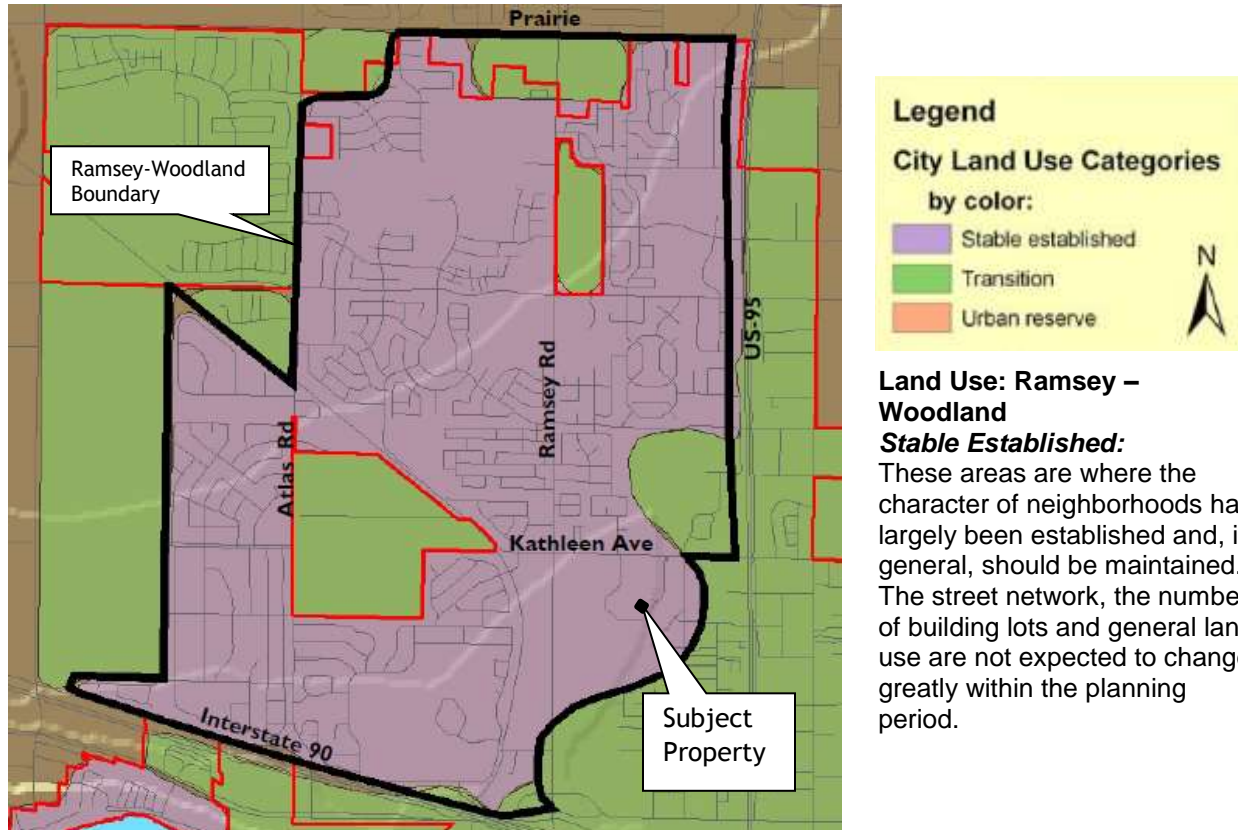 Prairie
Ramsey-Woodland
Boundary
US-95
Ramsey Rd
Atlas Rd
Kathleen Ave
Interstate 90
Subject
Property
Legend
City Land Use Categories
by color:
Stable established
Transition
Urban reserve
N
Land Use: Ramsey –
Woodland
Stable Established:
These areas are where the
character of neighborhoods ha
largely been established and, i
general, should be maintained.
The street network, the numbe
of building lots and general lan
use are not expected to change
greatly within the planning
period.